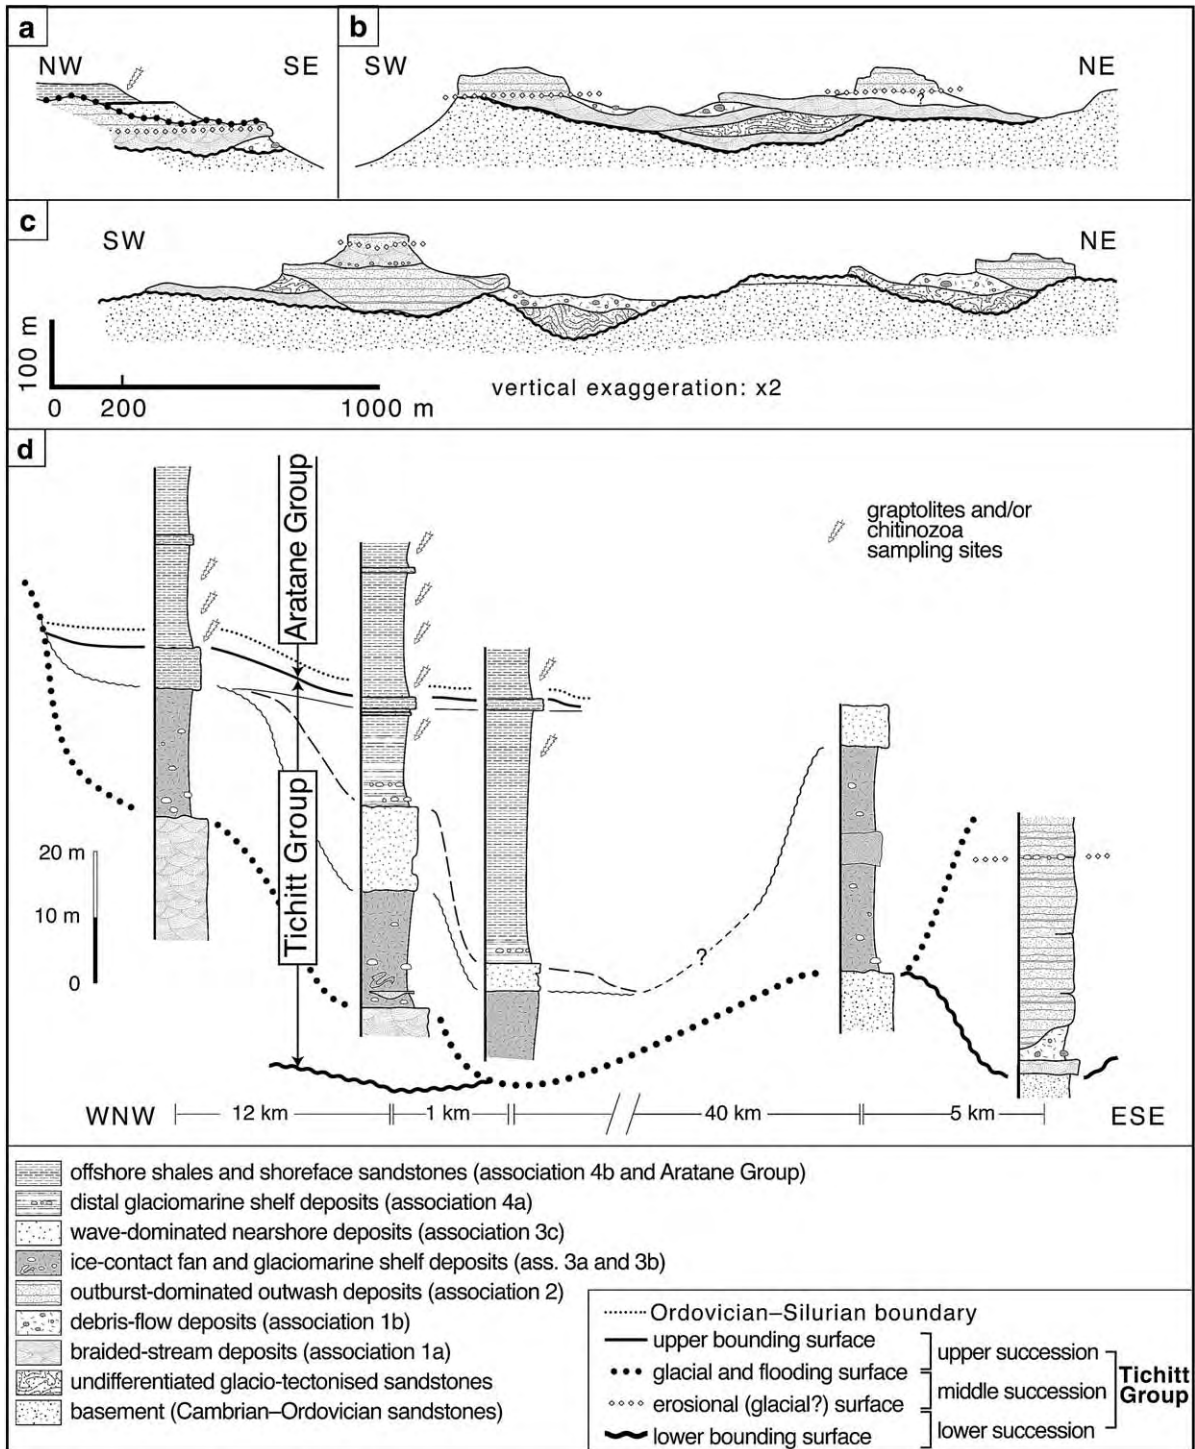 a
NW
SE
b
SW
NE
?
c
SW
NE
100 m
0
200
1000 m
vertical exaggeration: x2
d
Aratane Group
Tichitt Group
graptolites and/or
chitinozoa
sampling sites
20 m
10 m
0
?
WNW
12 km
1 km
40 km
5 km
ESE
offshore shales and shoreface sandstones (association 4b and Aratane Group)
distal glaciomarine shelf deposits (association 4a)
wave-dominated nearshore deposits (association 3c)
ice-contact fan and glaciomarine shelf deposits (ass. 3a and 3b)
outburst-dominated outwash deposits (association 2)
debris-flow deposits (association 1b)
braided-stream deposits (association 1a)
undifferentiated glacio-tectonised sandstones
basement (Cambrian–Ordovician sandstones)
Ordovician–Silurian boundary
upper bounding surface
upper succession
glacial and flooding surface
middle succession
erosional (glacial?) surface
lower bounding surface
lower succession
Tichitt
Group